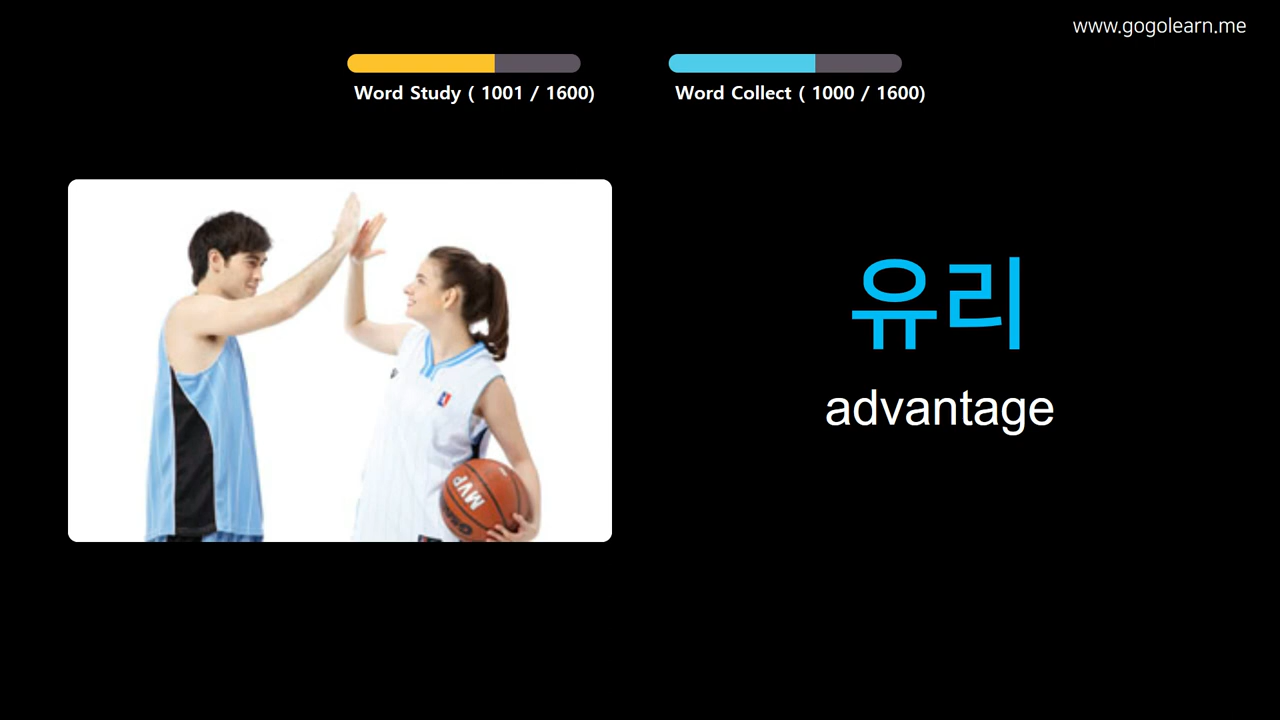 www.gogolearn.me
Word Study ( 1001 / 1600)
Word Collect ( 1000 / 1600)
유리
advantage
MVP